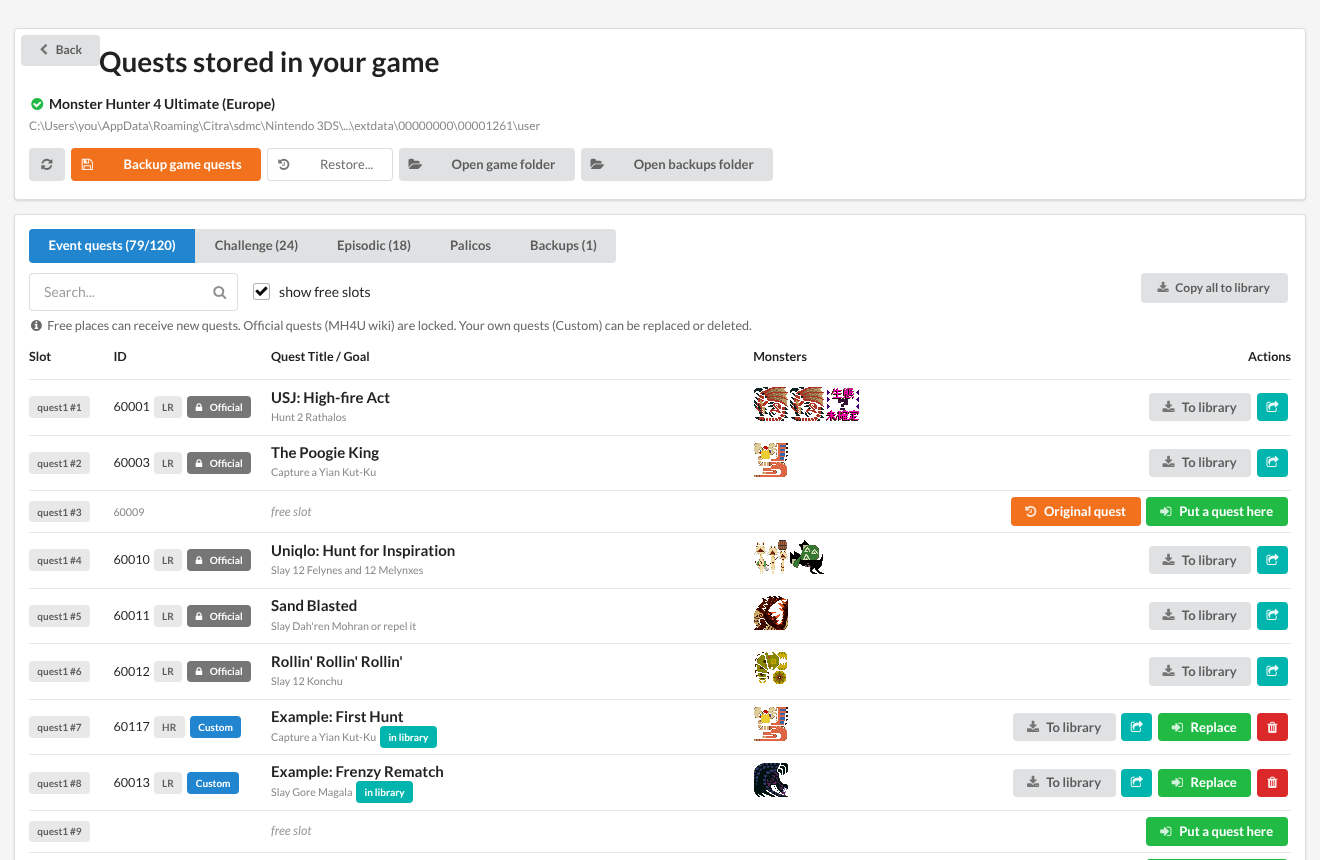 Back
Quests stored in your game
Monster Hunter 4 Ultimate (Europe)
C:\Users\you\AppData\Roaming\Citra\sdmc\Nintendo 3DS\...\extdata\00000000\00001261\user
Backup game quests Restore... Open game folder Open backups folder
Event quests (79/120) Challenge (24) Episodic (18) Palicos Backups (1)
Search... show free slots Copy all to library
Free places can receive new quests. Official quests (MH4U wiki) are locked. Your own quests (Custom) can be replaced or deleted.
Slot ID Quest Title / Goal Monsters Actions
quest1 #1 60001 LR Official USJ: High-fire Act To library
Hunt 2 Rathalos
quest1 #2 60003 LR Official The Poogie King To library
Capture a Yian Kut-Ku
quest1 #3 60009 free slot Original quest Put a quest here
quest1 #4 60010 LR Official Uniqlo: Hunt for Inspiration To library
Slay 12 Felynes and 12 Melynxes
quest1 #5 60011 LR Official Sand Blasted To library
Slay Dah'ren Mohran or repel it
quest1 #6 60012 LR Official Rollin' Rollin' Rollin' To library
Slay 12 Konchu
quest1 #7 60117 HR Custom Example: First Hunt To library Replace
Capture a Yian Kut-Ku in library
quest1 #8 60013 LR Custom Example: Frenzy Rematch To library Replace
Slay Gore Magala in library
quest1 #9 free slot Put a quest here